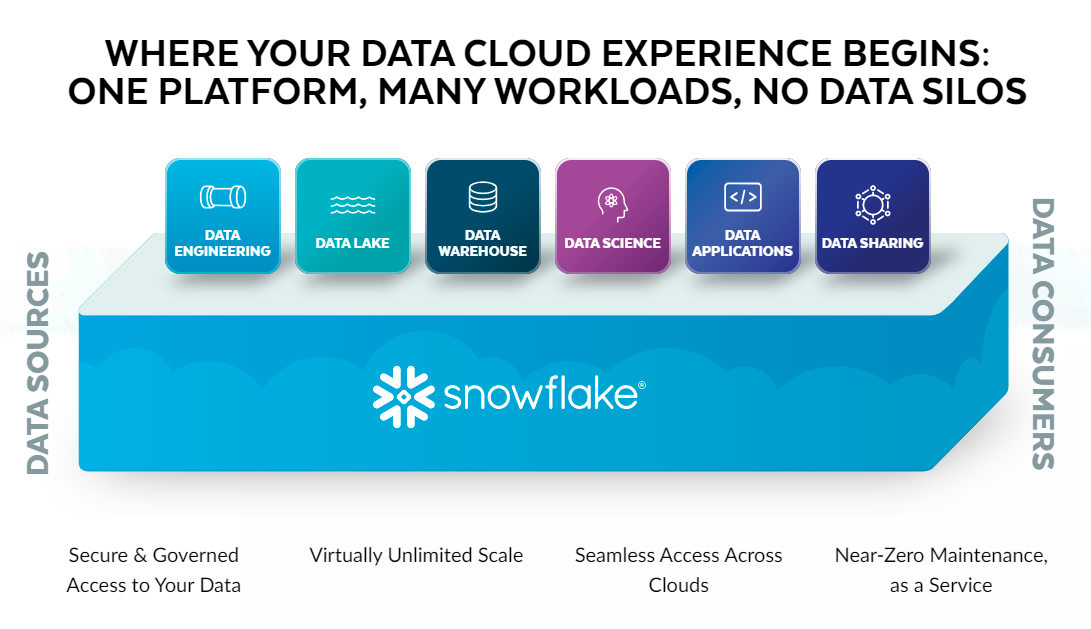 WHERE YOUR DATA CLOUD EXPERIENCE BEGINS:
ONE PLATFORM, MANY WORKLOADS, NO DATA SILOS
DATA
ENGINEERING
DATA LAKE
DATA
WAREHOUSE
DATA SCIENCE
DATA
APPLICATIONS
DATA SHARING
DATA SOURCES
snowflake®
DATA CONSUMERS
Secure & Governed
Access to Your Data
Virtually Unlimited Scale
Seamless Access Across
Clouds
Near-Zero Maintenance,
as a Service